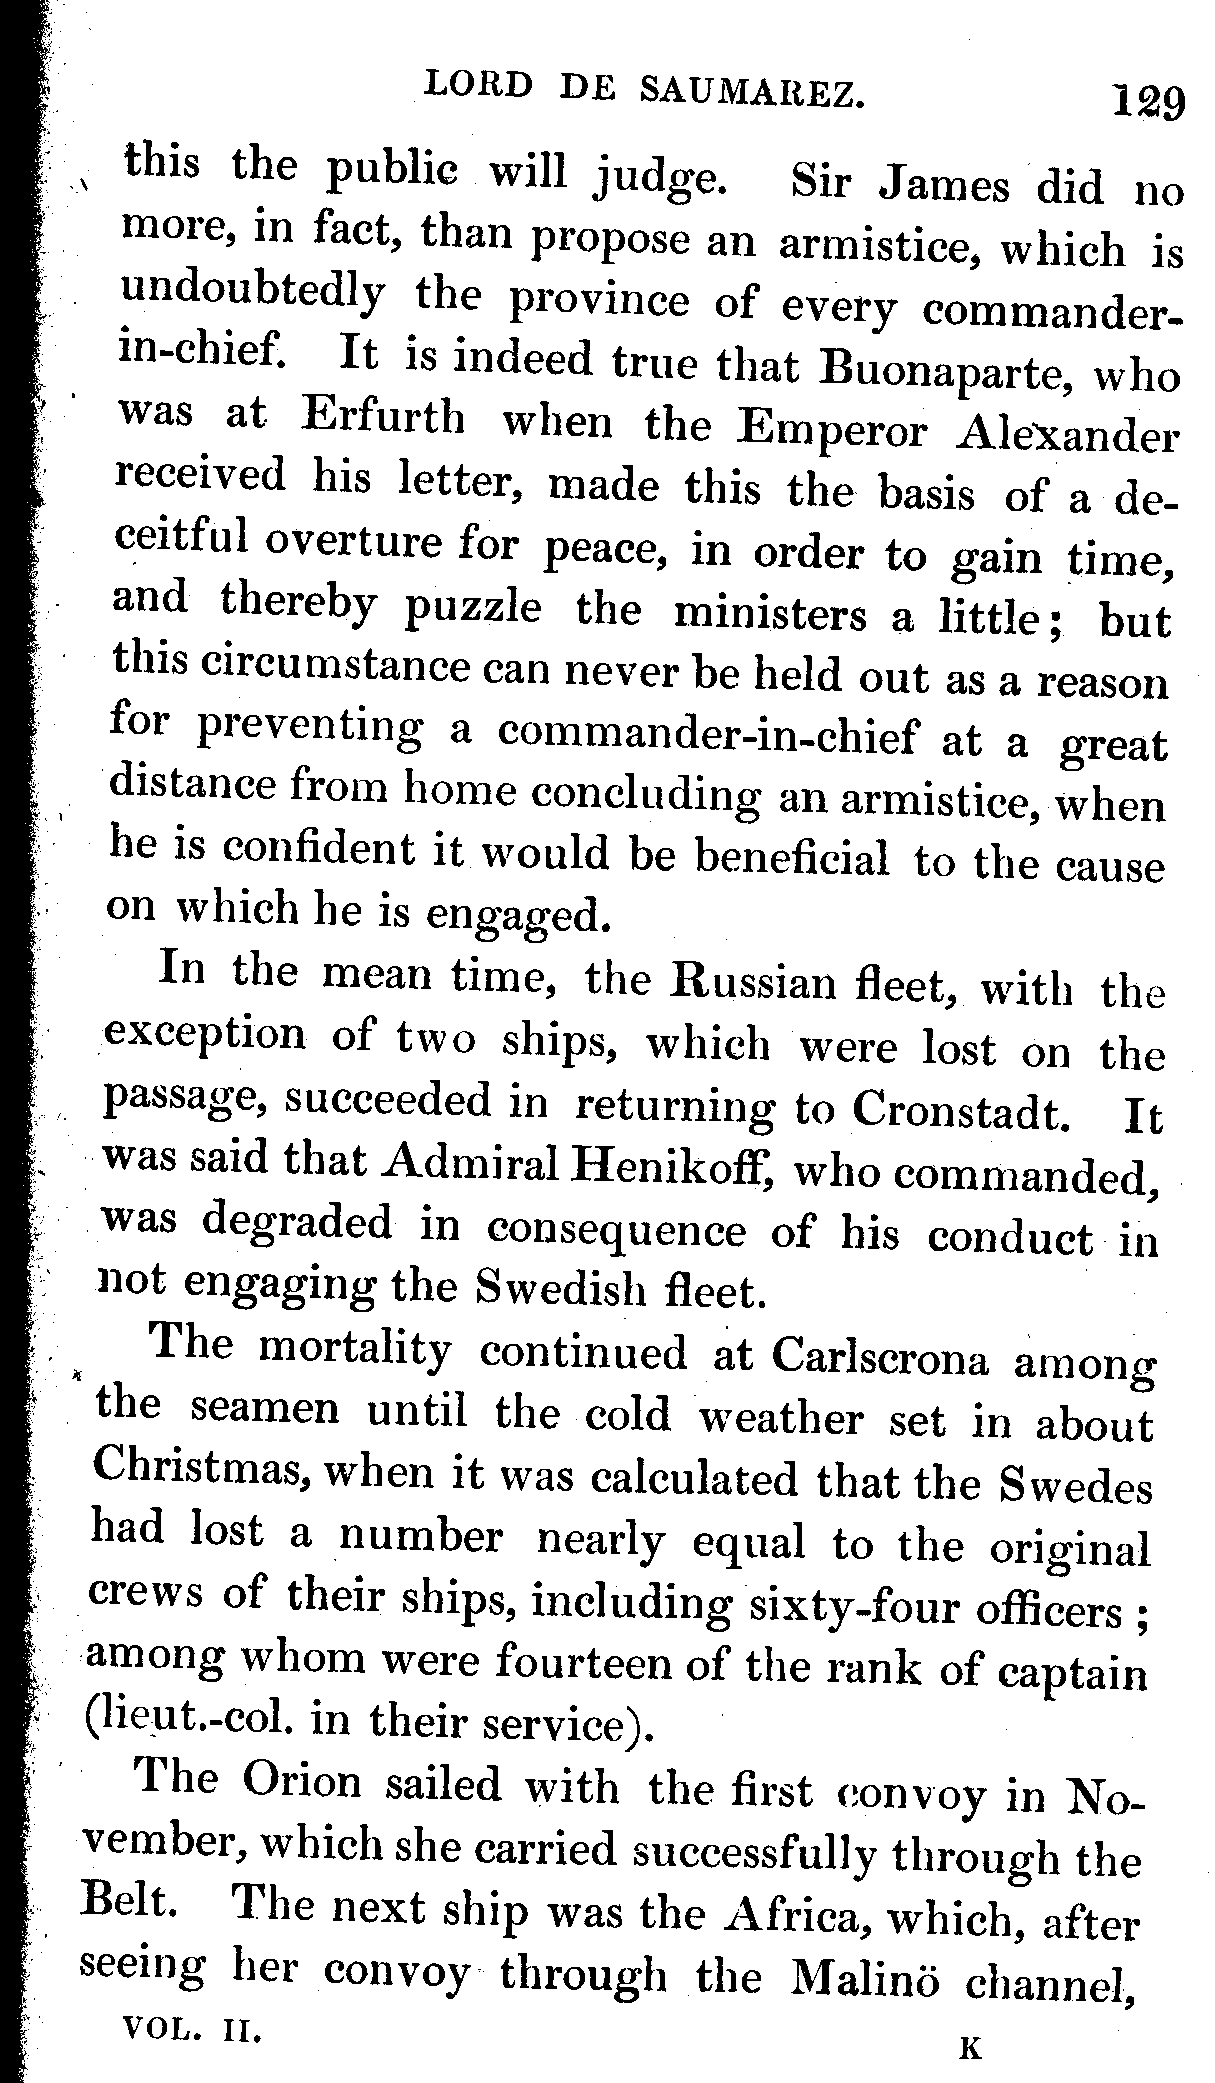 LORD DE SAUMAREZ. 129
this the public will judge. Sir James did no
more, in fact, than propose an armistice, which is
undoubtedly the province of every commander-
in-chief. It is indeed true that Buonaparte, who
was at Erfurth when the Emperor Alexander
received his letter, made this the basis of a de-
ceitful overture for peace, in order to gain time,
and thereby puzzle the ministers a little; but
this circumstance can never be held out as a reason
for preventing a commander-in-chief at a great
distance from home concluding an armistice, when
he is confident it would be beneficial to the cause
on which he is engaged.
In the mean time, the Russian fleet, with the
exception of two ships, which were lost on the
passage, succeeded in returning to Cronstadt. It
was said that Admiral Henikoff, who commanded,
was degraded in consequence of his conduct in
not engaging the Swedish fleet.
The mortality continued at Carlscrona among
the seamen until the cold weather set in about
Christmas, when it was calculated that the Swedes
had lost a number nearly equal to the original
crews of their ships, including sixty-four officers;
among whom were fourteen of the rank of captain
(lieut.-col. in their service).
The Orion sailed with the first convoy in No-
vember, which she carried successfully through the
Belt. The next ship was the Africa, which, after
seeing her convoy through the Malinö channel,
VOL. II. K